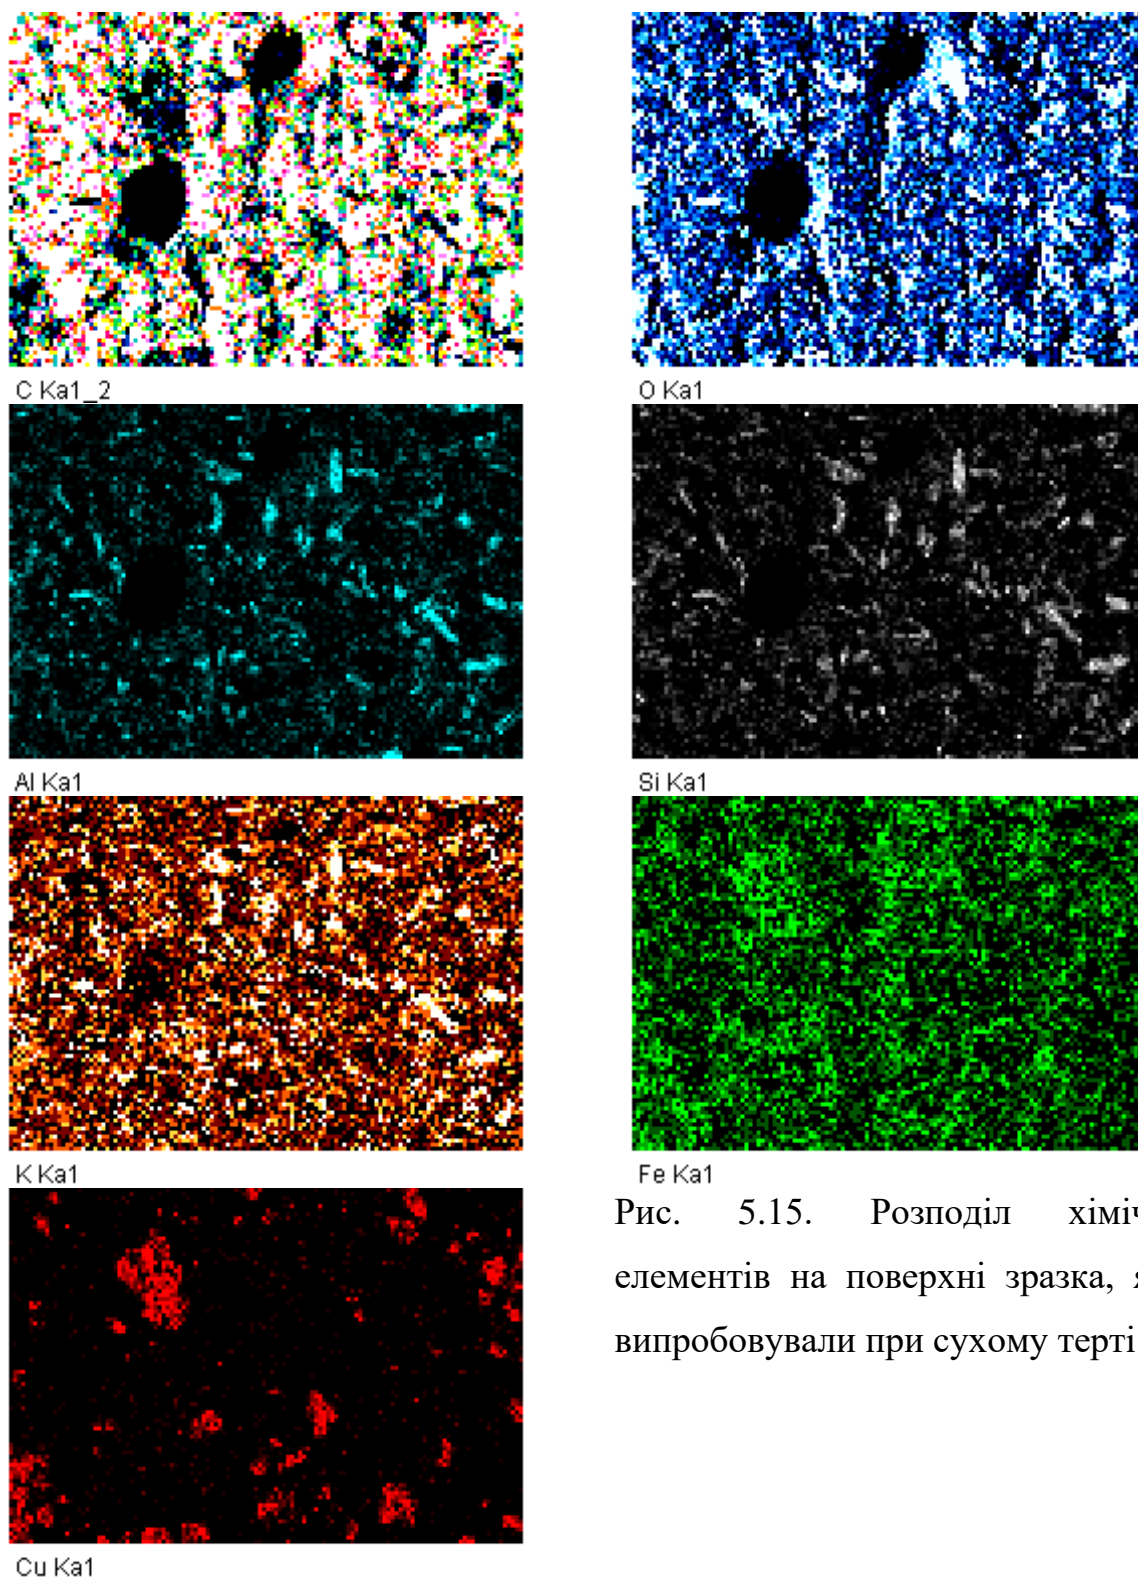 C Ka1_2
O Ka1
Al Ka1
Si Ka1
K Ka1
Fe Ka1
Cu Ka1
Рис. 5.15. Розподіл
елементів на поверхні зразка,
випробовували при сухому терті